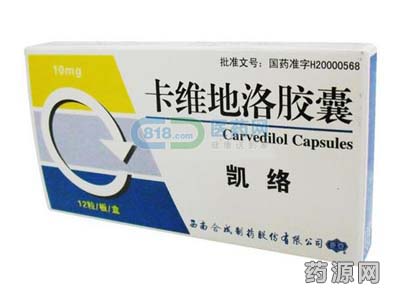 批准文号:国药准字H20000568
10mg
卡维地洛胶囊
818.com 医药网
Carvedilol Capsules
凯络
12粒/板/盒
西南合成制药股份有限公司
药源网